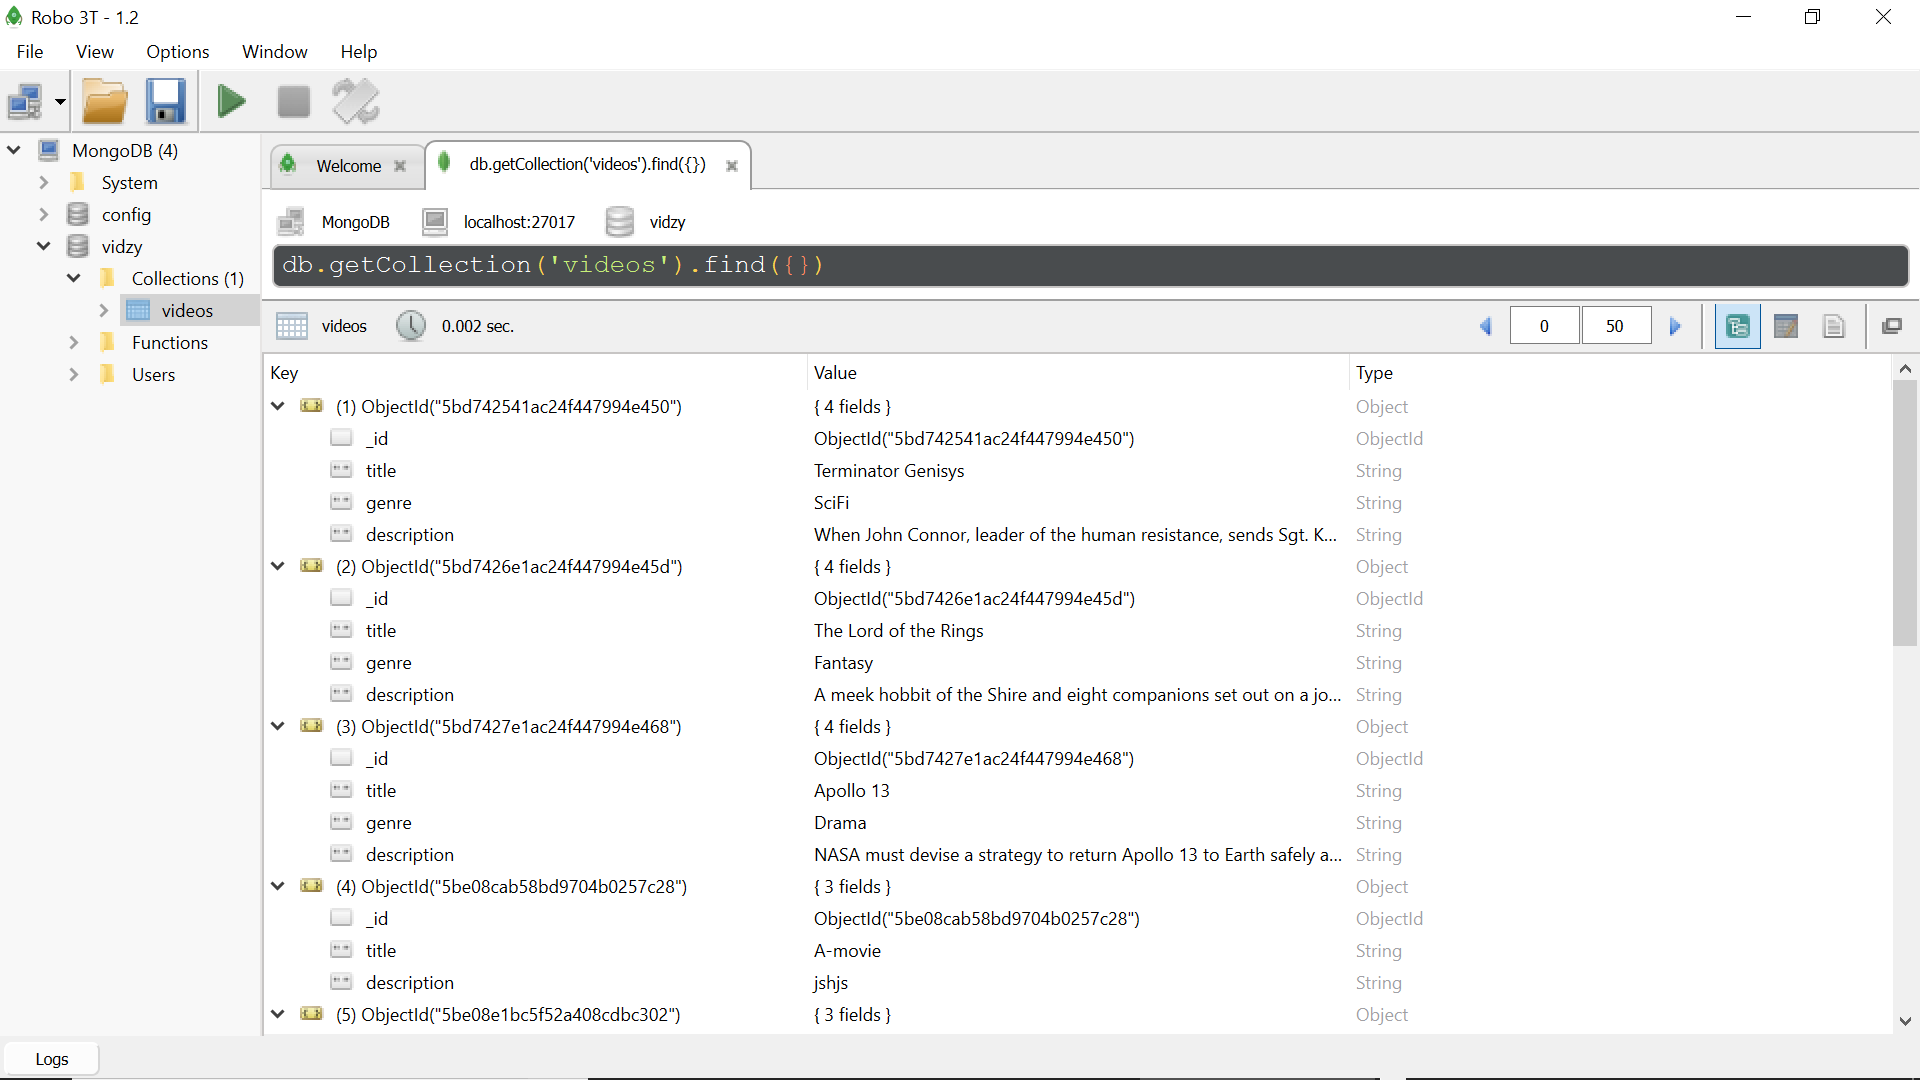 Robo 3T - 1.2
File View Options Window Help
MongoDB (4)
System
config
vidzy
Collections (1)
videos
Functions
Users
Welcome db.getCollection('videos').find({})
MongoDB localhost:27017 vidzy
db.getCollection('videos').find({})
videos 0.002 sec. 0 50
Key Value Type
(1) ObjectId("5bd742541ac24f447994e450") { 4 fields } Object
_id ObjectId("5bd742541ac24f447994e450") ObjectId
title Terminator Genisys String
genre SciFi String
description When John Connor, leader of the human resistance, sends Sgt. K... String
(2) ObjectId("5bd7426e1ac24f447994e45d") { 4 fields } Object
_id ObjectId("5bd7426e1ac24f447994e45d") ObjectId
title The Lord of the Rings String
genre Fantasy String
description A meek hobbit of the Shire and eight companions set out on a jo... String
(3) ObjectId("5bd7427e1ac24f447994e468") { 4 fields } Object
_id ObjectId("5bd7427e1ac24f447994e468") ObjectId
title Apollo 13 String
genre Drama String
description NASA must devise a strategy to return Apollo 13 to Earth safely a... String
(4) ObjectId("5be08cab58bd9704b0257c28") { 3 fields } Object
_id ObjectId("5be08cab58bd9704b0257c28") ObjectId
title A-movie String
description jshjs String
(5) ObjectId("5be08e1bc5f52a408cdbc302") { 3 fields } Object
Logs